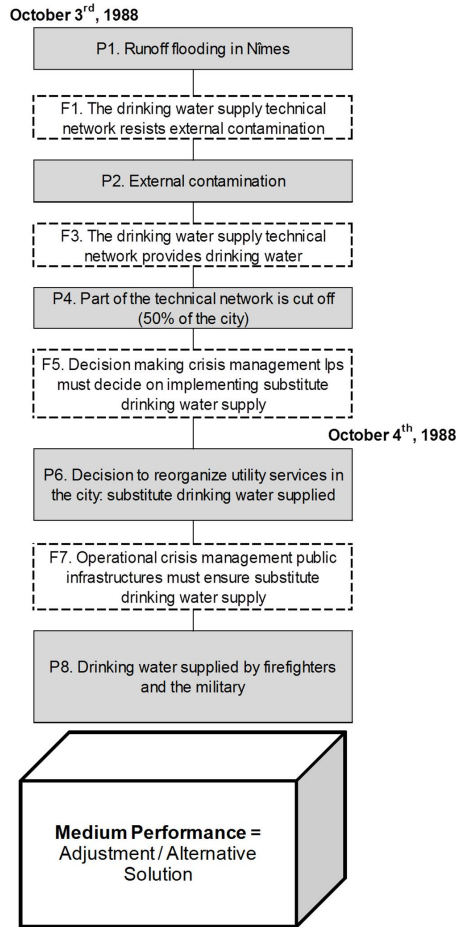 October 3rd, 1988
P1. Runoff flooding in Nîmes
F1. The drinking water supply technical
network resists external contamination
P2. External contamination
F3. The drinking water supply technical
network provides drinking water
P4. Part of the technical network is cut off
(50% of the city)
F5. Decision making crisis management Ips
must decide on implementing substitute
drinking water supply
October 4th, 1988
P6. Decision to reorganize utility services in
the city: substitute drinking water supplied
F7. Operational crisis management public
infrastructures must ensure substitute
drinking water supply
P8. Drinking water supplied by firefighters
and the military
Medium Performance =
Adjustment / Alternative
Solution